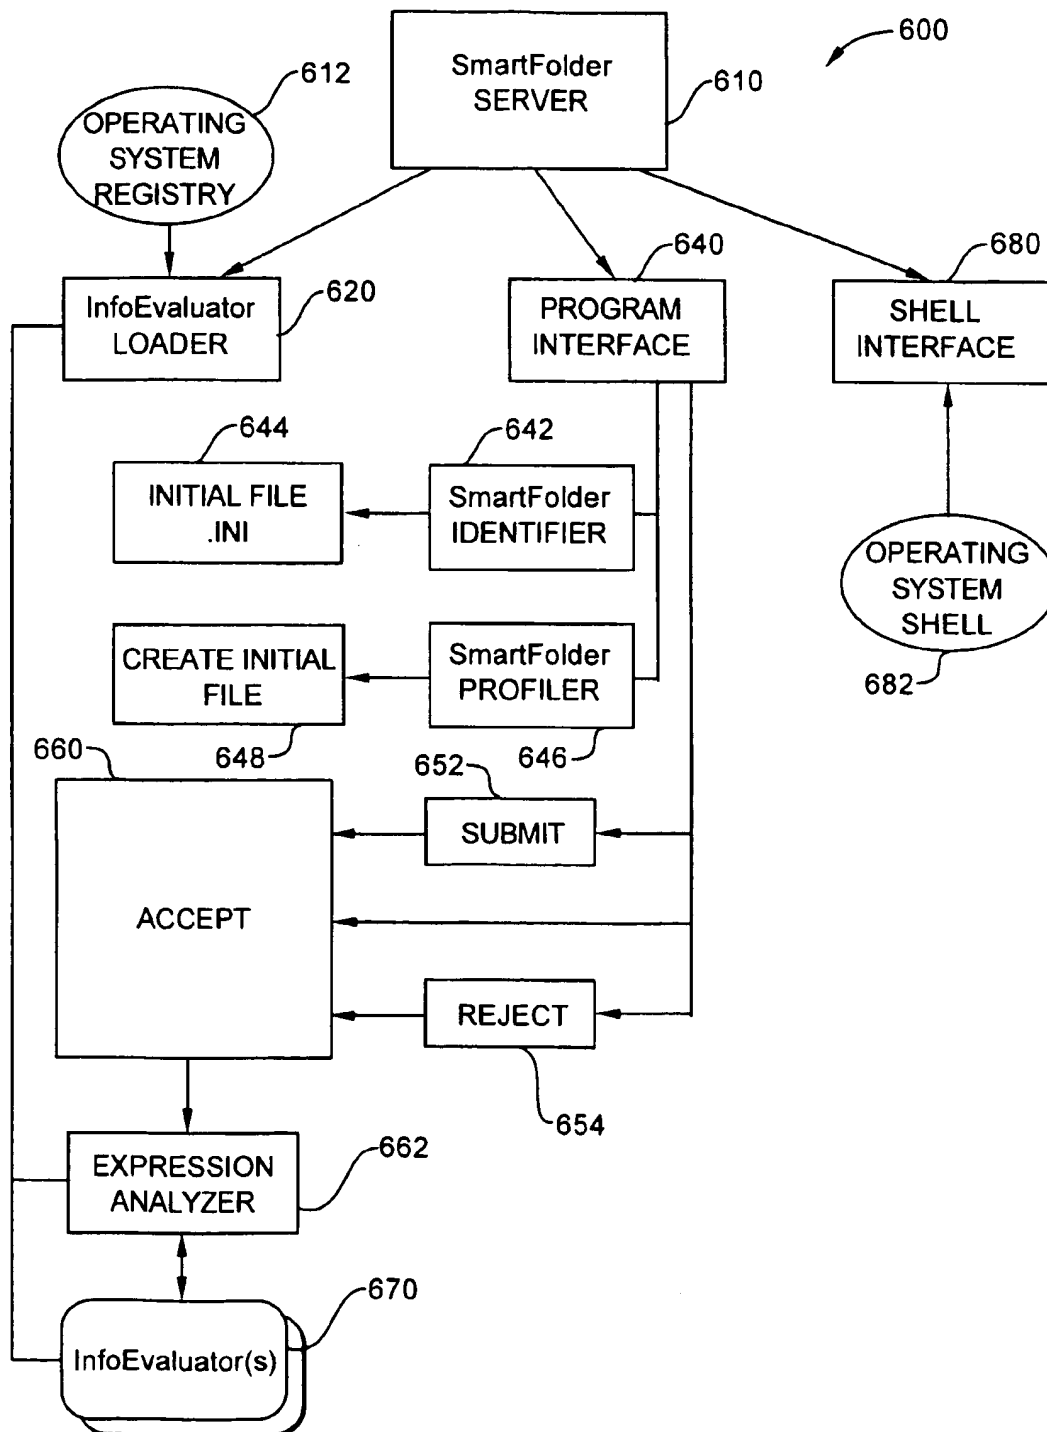 SmartFolder
SERVER
600
610
612
OPERATING
SYSTEM
REGISTRY
InfoEvaluator
LOADER
620
640
PROGRAM
INTERFACE
680
SHELL
INTERFACE
644
INITIAL FILE
.INI
642
SmartFolder
IDENTIFIER
OPERATING
SYSTEM
SHELL
682
CREATE INITIAL
FILE
648
SmartFolder
PROFILER
646
660
ACCEPT
652
SUBMIT
REJECT
654
EXPRESSION
ANALYZER
662
InfoEvaluator(s)
670